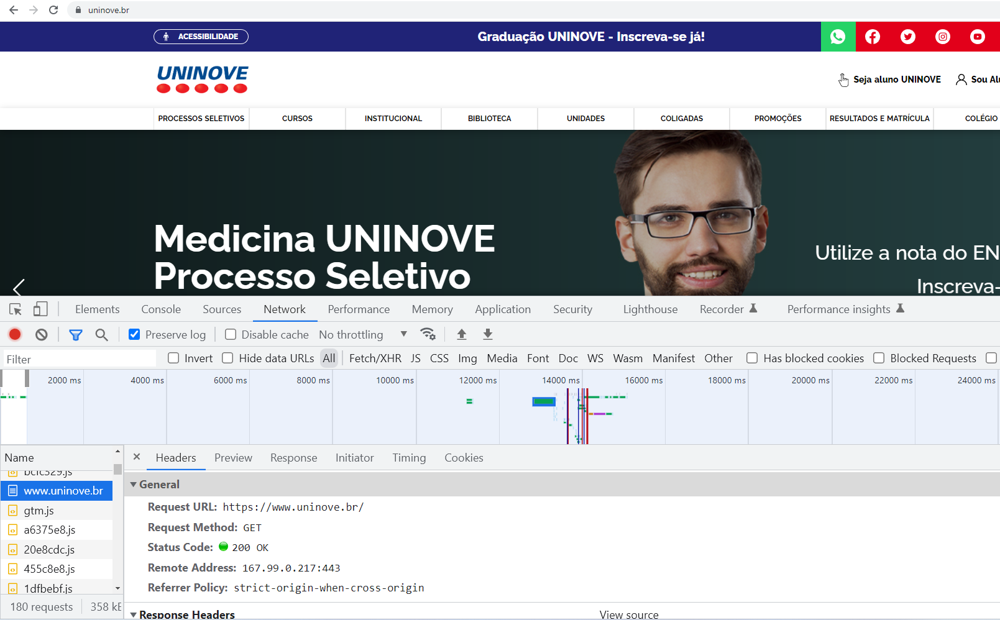 uninove.br
ACESSIBILIDADE
Graduação UNINOVE - Inscreva-se já!
UNINOVE
Seja aluno UNINOVE
Sou Al
PROCESSOS SELETIVOS
CURSOS
INSTITUCIONAL
BIBLIOTECA
UNIDADES
COLIGADAS
PROMOÇÕES
RESULTADOS E MATRÍCULA
COLÉGIO
Medicina UNINOVE
Processo Seletivo
Utilize a nota do EN
Inscreva-
Elements
Console
Sources
Network
Performance
Memory
Application
Security
Lighthouse
Recorder
Performance insights
Preserve log
Disable cache
No throttling
Filter
Invert
Hide data URLs
All
Fetch/XHR
JS
CSS
Img
Media
Font
Doc
WS
Wasm
Manifest
Other
Has blocked cookies
Blocked Requests
2000 ms
4000 ms
6000 ms
8000 ms
10000 ms
12000 ms
14000 ms
16000 ms
18000 ms
20000 ms
22000 ms
24000 ms
Name
bcfc329.js
www.uninove.br
gtm.js
a6375e8.js
20e8cdc.js
455c8e8.js
1dfbebf.js
180 requests
358 kE
Headers
Preview
Response
Initiator
Timing
Cookies
General
Request URL: https://www.uninove.br/
Request Method: GET
Status Code: 200 OK
Remote Address: 167.99.0.217:443
Referrer Policy: strict-origin-when-cross-origin
Response Headers
View source